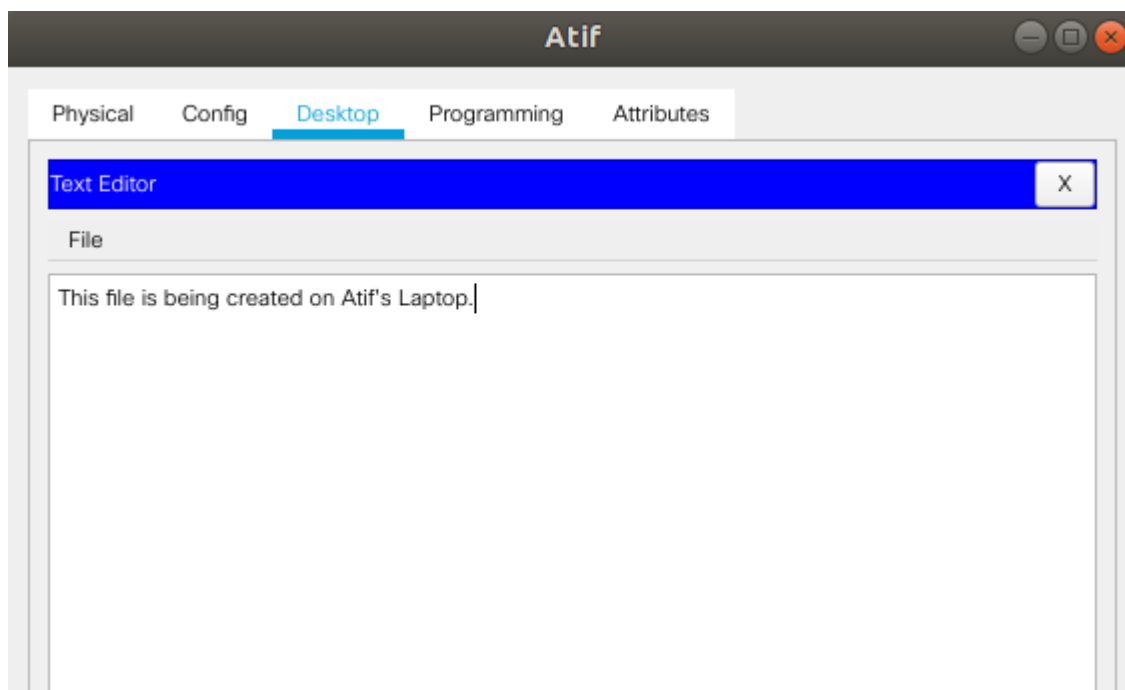 Atif
Physical Config Desktop Programming Attributes
Text Editor X
File
This file is being created on Atif's Laptop.